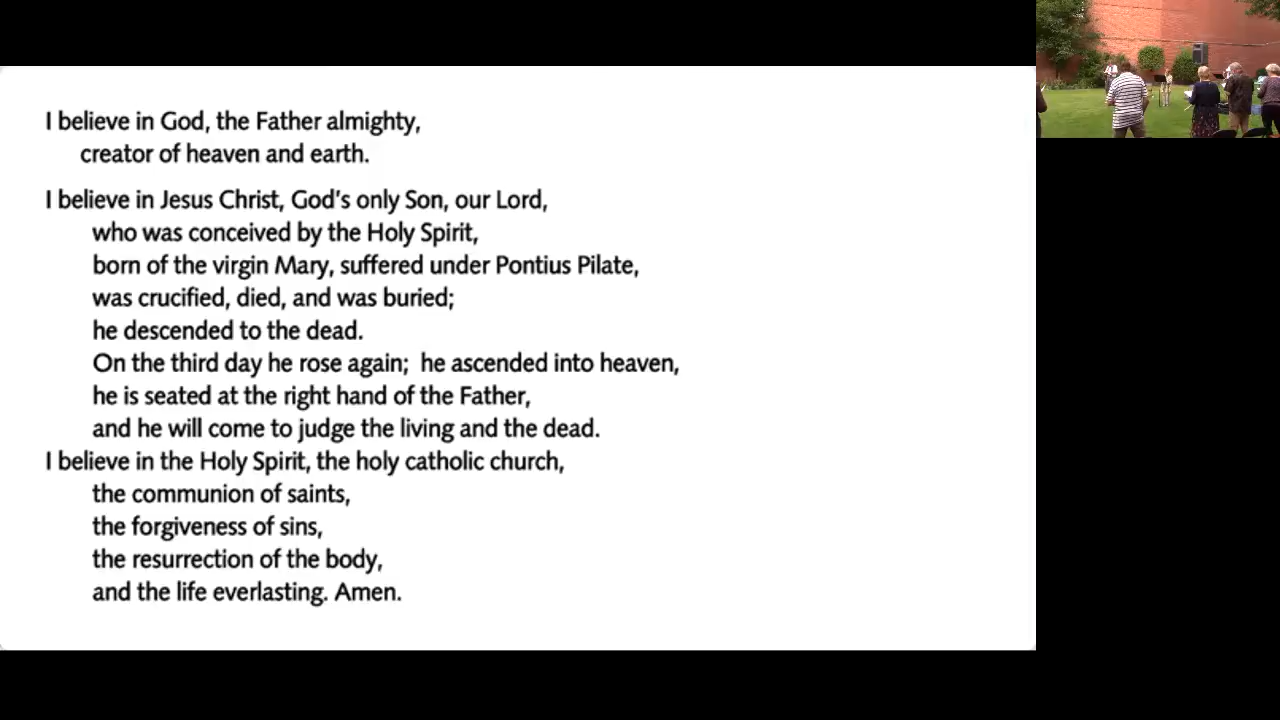 I believe in God, the Father almighty,
creator of heaven and earth.
I believe in Jesus Christ, God's only Son, our Lord,
who was conceived by the Holy Spirit,
born of the virgin Mary, suffered under Pontius Pilate,
was crucified, died, and was buried;
he descended to the dead.
On the third day he rose again;  he ascended into heaven,
he is seated at the right hand of the Father,
and he will come to judge the living and the dead.
I believe in the Holy Spirit, the holy catholic church,
the communion of saints,
the forgiveness of sins,
the resurrection of the body,
and the life everlasting. Amen.